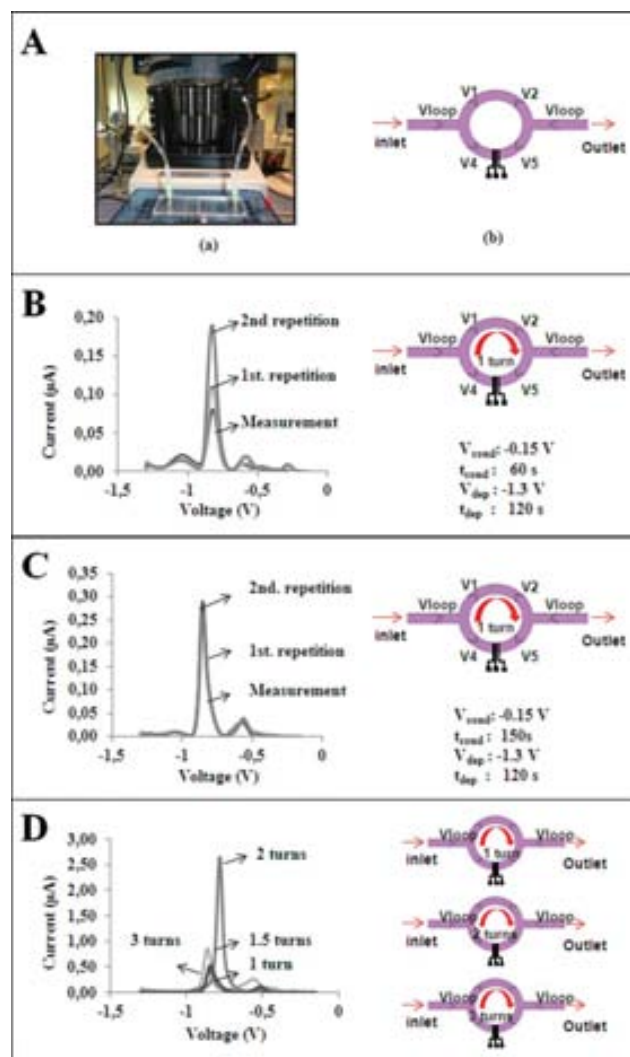 A
(a)
V1
V2
Vloop
Vloop
inlet
Outlet
V4
V5
(b)
B
0,20
0,15
0,10
0,05
0,00
Current (µA)
2nd repetition
1st. repetition
Measurement
-1
-0,5
0
Voltage (V)
V1
V2
Vloop
Vloop
1 turn
inlet
Outlet
V4
V5
Vcond: -0.15 V
tcond : 60 s
Vdep : -1.3 V
tdep : 120 s
C
0,35
0,30
0,25
0,20
0,15
0,10
0,05
0,00
Current (µA)
2nd. repetition
1st. repetition
Measurement
-1
-0,5
0
Voltage (V)
V1
V2
Vloop
Vloop
1 turn
inlet
Outlet
V4
V5
Vcond: -0.15 V
tcond : 150s
Vdep : -1.3 V
tdep : 120 s
D
3,00
2,50
2,00
1,50
1,00
0,50
0,00
Current (µA)
2 turns
3 turns
1.5 turns
1 turn
-1
-0,5
0
Voltage (V)
Vloop
Vloop
1 turn
inlet
Outlet
Vloop
Vloop
2 turns
inlet
Outlet
Vloop
Vloop
3 turns
inlet
Outlet